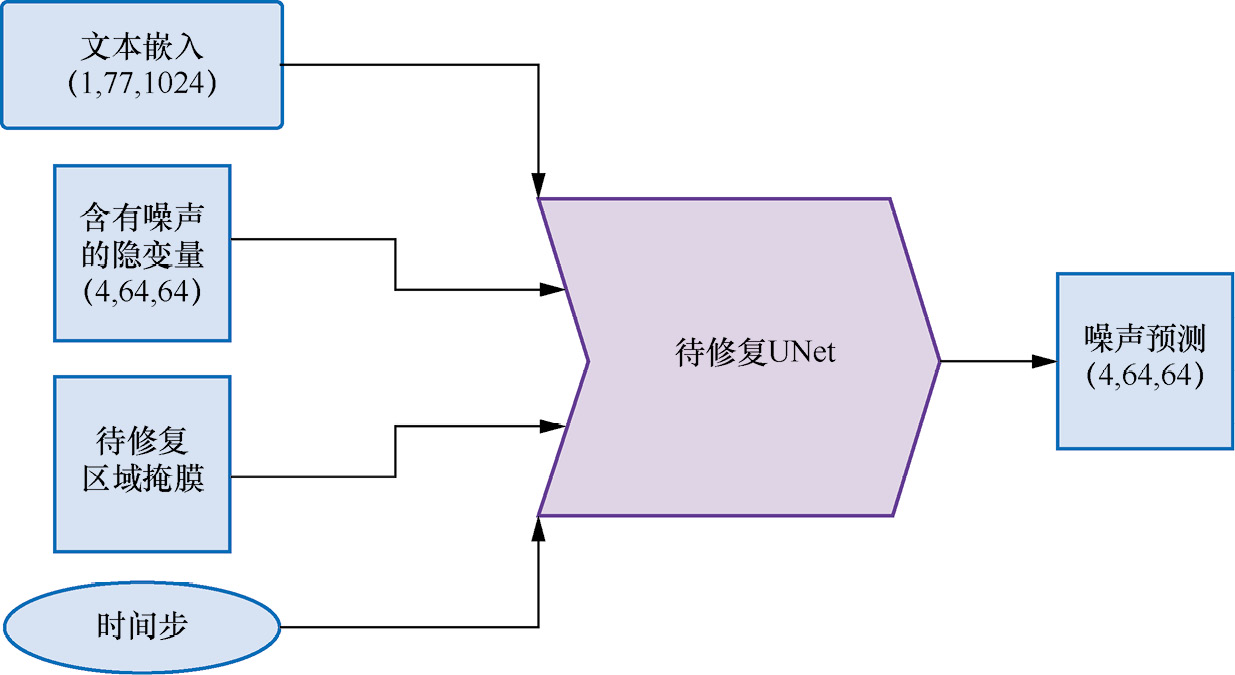 文本嵌入
(1,77,1024)
含有噪声
的隐变量
(4,64,64)
待修复
区域掩膜
时间步
待修复UNet
噪声预测
(4,64,64)